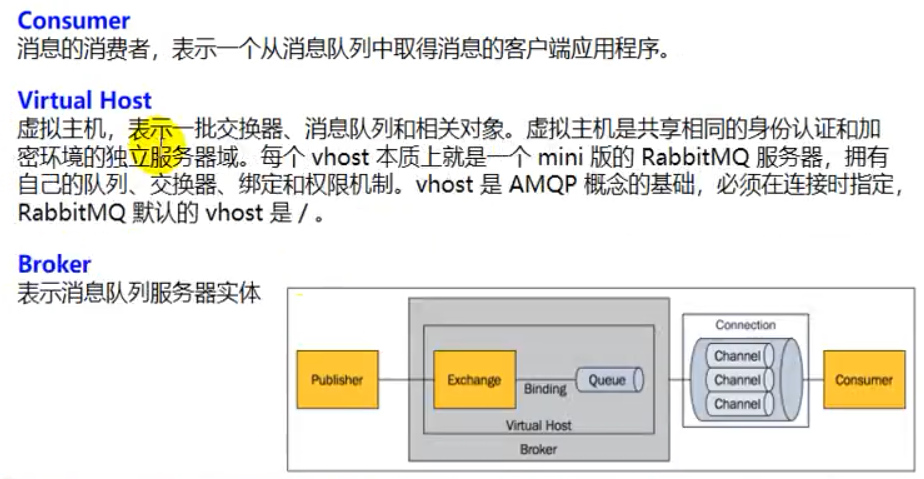 Consumer
消息的消费者，表示一个从消息队列中取得消息的客户端应用程序。
Virtual Host
虚拟主机，表示一批交换器、消息队列和相关对象。虚拟主机是共享相同的身份认证和加
密环境的独立服务器域。每个 vhost 本质上就是一个 mini 版的 RabbitMQ 服务器，拥有
自己的队列、交换器、绑定和权限机制。vhost 是 AMQP 概念的基础，必须在连接时指定，
RabbitMQ 默认的 vhost 是 / 。
Broker
表示消息队列服务器实体
Connection
Channel
Publisher
Exchange
Binding
Queue
Channel
Consumer
Channel
Virtual Host
Broker